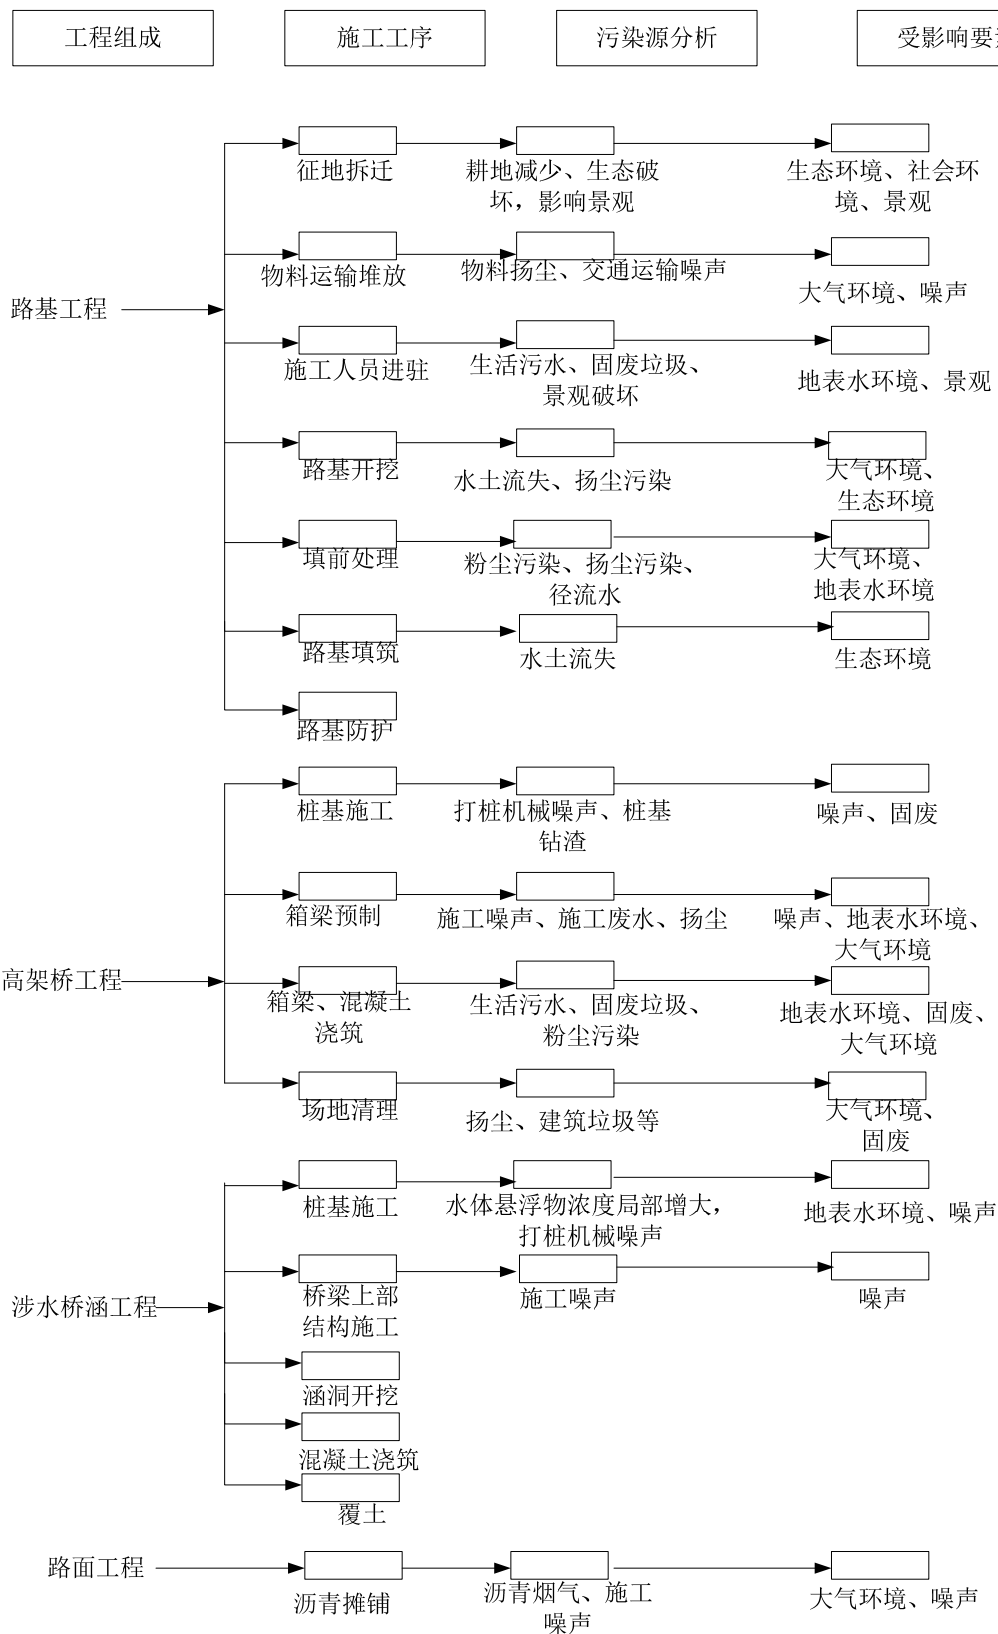 工程组成
施工工序
污染源分析
受影响要
征地拆迁
耕地减少、生态破
坏，影响景观
生态环境、社会环
境、景观
物料运输堆放
物料扬尘、交通运输噪声
大气环境、噪声
路基工程
施工人员进驻
生活污水、固废垃圾、
景观破坏
地表水环境、景观
路基开挖
水土流失、扬尘污染
大气环境、
生态环境
填前处理
粉尘污染、扬尘污染、
径流水
大气环境、
地表水环境
路基填筑
水土流失
生态环境
路基防护
桩基施工
打桩机械噪声、桩基
钻渣
噪声、固废
箱梁预制
施工噪声、施工废水、扬尘
噪声、地表水环境、
大气环境
高架桥工程
箱梁、混凝土
浇筑
生活污水、固废垃圾、
粉尘污染
地表水环境、固废、
大气环境
场地清理
扬尘、建筑垃圾等
大气环境、
固废
桩基施工
水体悬浮物浓度局部增大，
打桩机械噪声
地表水环境、噪声
涉水桥涵工程
桥梁上部
结构施工
施工噪声
噪声
涵洞开挖
混凝土浇筑
覆土
路面工程
沥青摊铺
沥青烟气、施工
噪声
大气环境、噪声